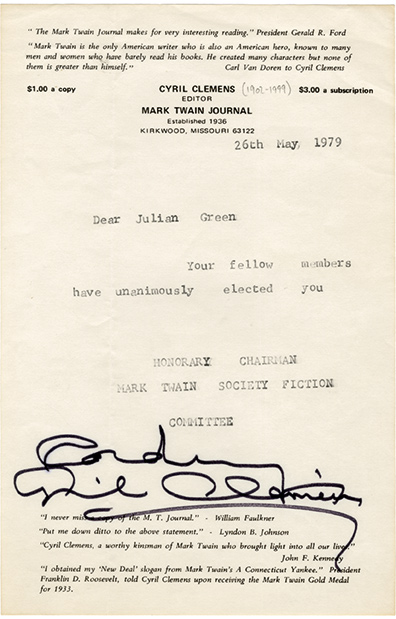 " The Mark Twain Journal makes for very interesting reading." President Gerald R. Ford
"Mark Twain is the only American writer who is also an American hero, known to many
men and women who have barely read his books. He created many characters but none of
them is greater than himself." Carl Van Doren to Cyril Clemens
$1.00 a copy CYRIL CLEMENS (1902-1999) $3.00 a subscription
EDITOR
MARK TWAIN JOURNAL
Established 1936
KIRKWOOD, MISSOURI 63122
26th May, 1979
Dear Julian Green
Your fellow members
have unanimously elected you
HONORARY CHAIRMAN
MARK TWAIN SOCIETY FICTION
COMMITTEE
Cyril Clemens
"I never miss a copy of the M. T. Journal." - William Faulkner
"Put me down ditto to the above statement." - Lyndon B. Johnson
"Cyril Clemens, a worthy kinsman of Mark Twain who brought light into all our lives."
John F. Kennedy
"I obtained my 'New Deal' slogan from Mark Twain's A Connecticut Yankee." President
Franklin D. Roosevelt, told Cyril Clemens upon receiving the Mark Twain Gold Medal
for 1933.